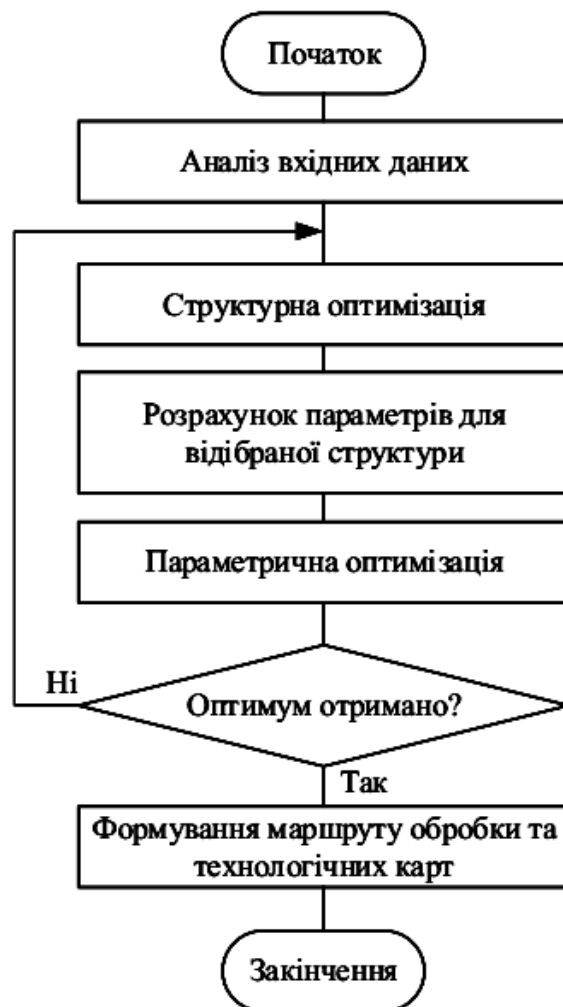 Початок
Аналіз вхідних даних
Структурна оптимізація
Розрахунок параметрів для
відібраної структури
Параметрична оптимізація
Ні
Оптимум отримано?
Так
Формування маршруту обробки та
технологічних карт
Закінчення